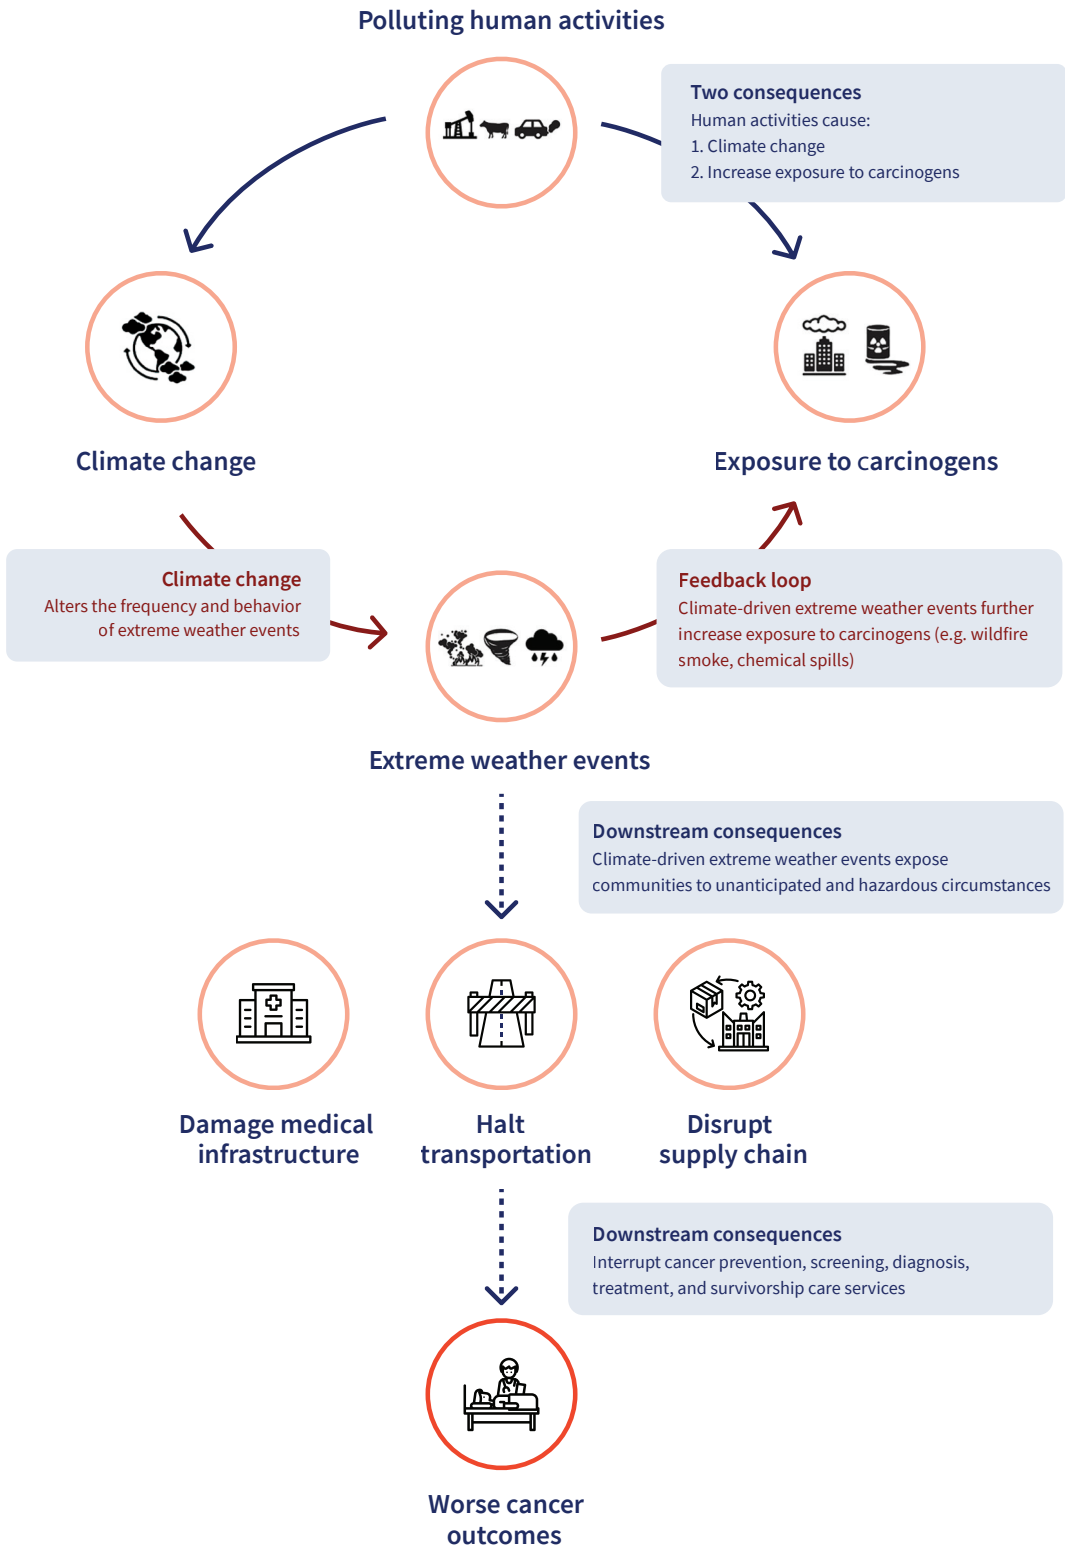 Polluting human activities
Two consequences
Human activities cause:
1. Climate change
2. Increase exposure to carcinogens
Climate change
Exposure to carcinogens
Climate change
Alters the frequency and behavior
of extreme weather events
Feedback loop
Climate-driven extreme weather events further
increase exposure to carcinogens (e.g. wildfire
smoke, chemical spills)
Extreme weather events
Downstream consequences
Climate-driven extreme weather events expose
communities to unanticipated and hazardous circumstances
Damage medical
infrastructure
Halt
transportation
Disrupt
supply chain
Downstream consequences
Interrupt cancer prevention, screening, diagnosis,
treatment, and survivorship care services
Worse cancer
outcomes